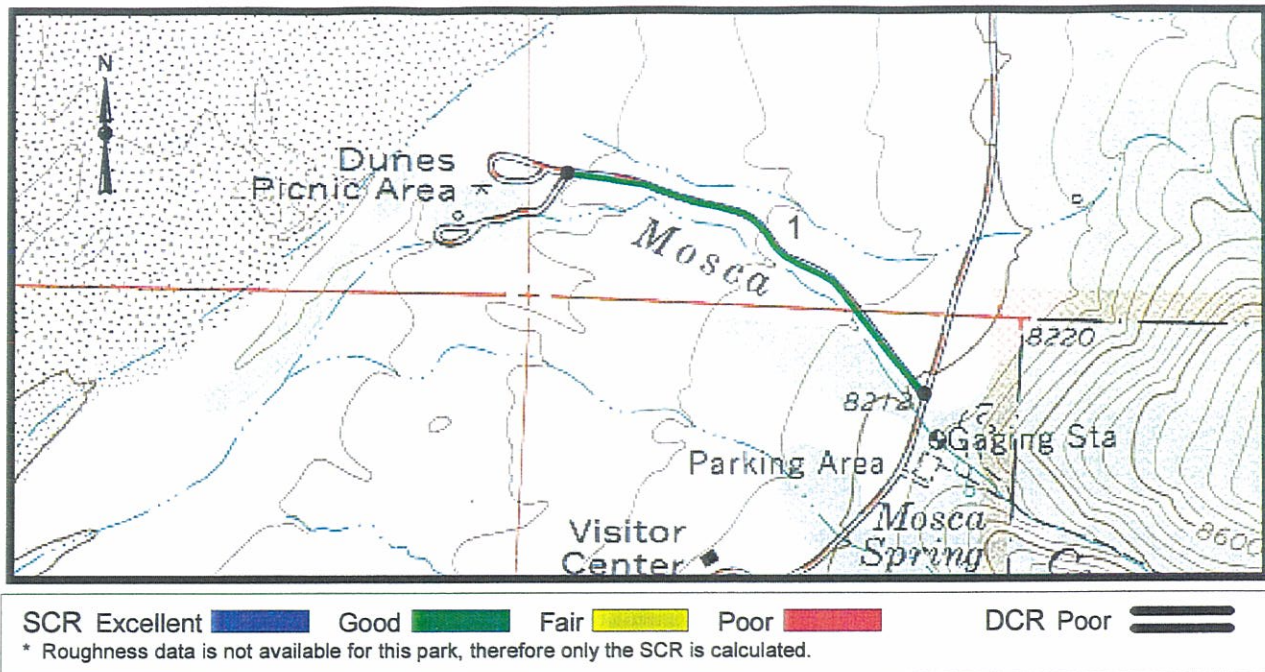 N
Dunes
Picnic Area
1
Mosca
8220
8212
Gaging Sta
Parking Area
Mosca
Spring
Visitor
Center
8600
SCR Excellent Good Fair Poor DCR Poor
* Roughness data is not available for this park, therefore only the SCR is calculated.